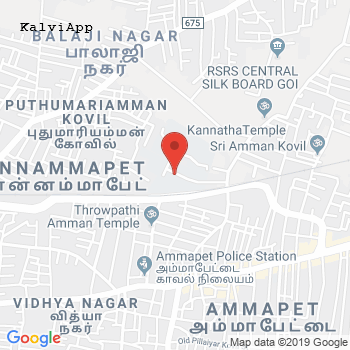 KalviApp
675
BALAJI NAGAR
பாலாஜி
நகர்
RSRS CENTRAL
SILK BOARD GOI
PUTHUMARIAMMAN
KOVIL
புதுமாரியம்மன்
கோவில்
KannathaTemple
Sri Amman Kovil
NNAMMAPET
ான்னம்மாபேட்
Throwpathi
Amman Temple
Ammapet Police Station
அம்மாபேட்டை
காவல் நிலையம்
VIDHYA NAGAR
வித்யா
நகர்
AMMAPET
அம்மாபேட்டை
Old Pillaiyar K
Google
Map data ©2019 Google